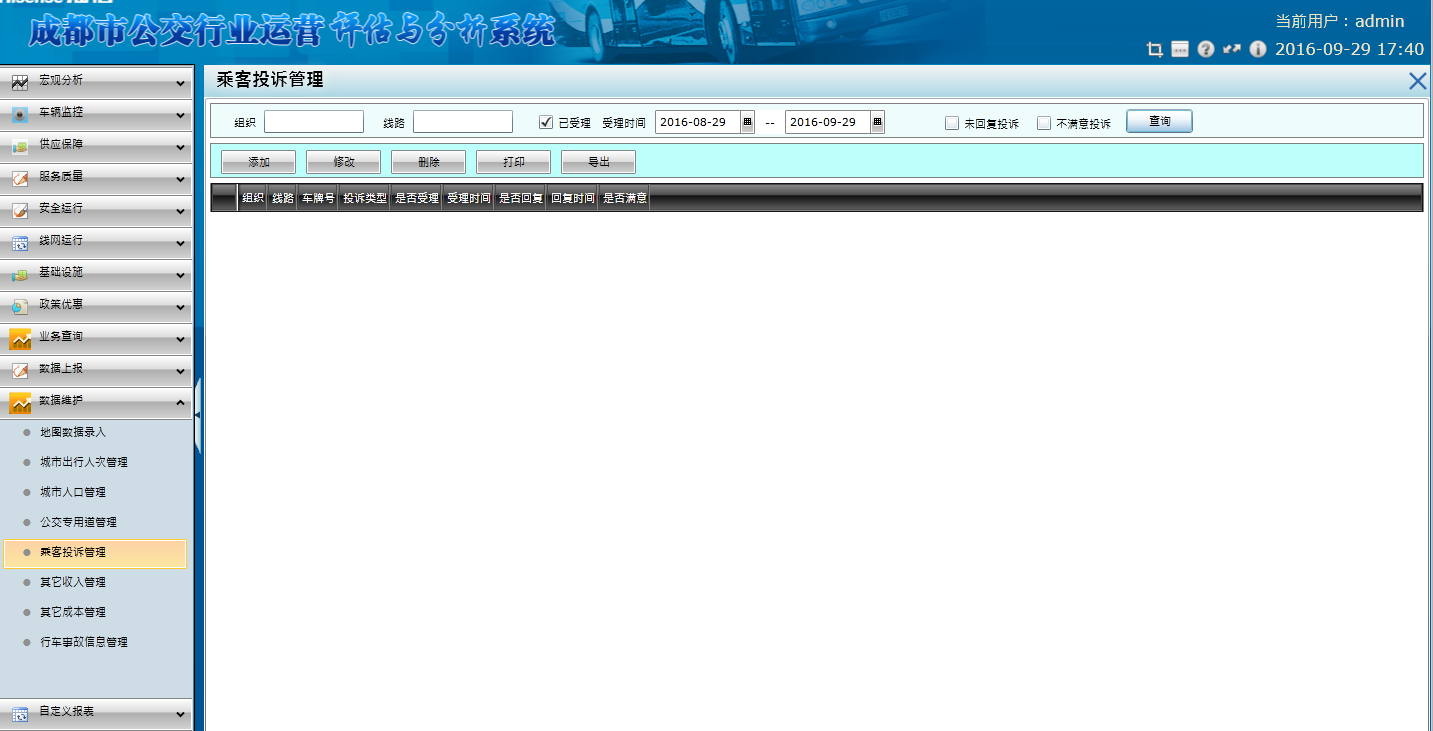 成都市公交行业运营评估与分析系统
当前用户：admin
2016-09-29 17:40
宏观分析
车辆监控
供应保障
服务质量
安全运行
线网运行
基础设施
政策优惠
业务查询
数据上报
数据维护
地图数据录入
城市出行人次管理
城市人口管理
公交专用道管理
乘客投诉管理
其它收入管理
其它成本管理
行车事故信息管理
自定义报表
乘客投诉管理
组织 线路 已受理 受理时间 2016-08-29 -- 2016-09-29 未回复投诉 不满意投诉 查询
添加 修改 删除 打印 导出
组织 线路 车牌号 投诉类型 是否受理 受理时间 是否回复 回复时间 是否满意